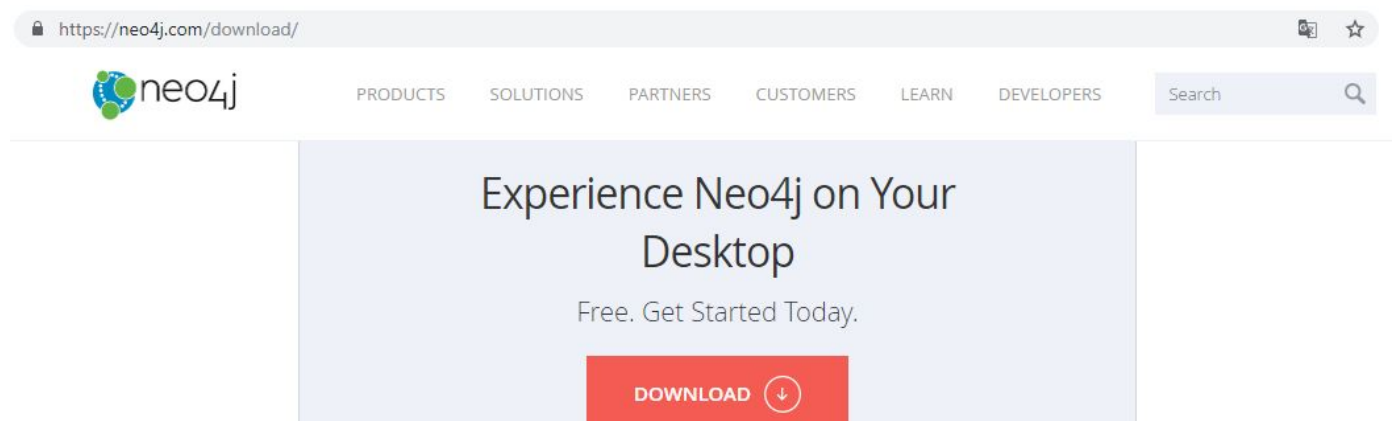 https://neo4j.com/download/
neo4j PRODUCTS SOLUTIONS PARTNERS CUSTOMERS LEARN DEVELOPERS Search
Experience Neo4j on Your
Desktop
Free. Get Started Today.
DOWNLOAD